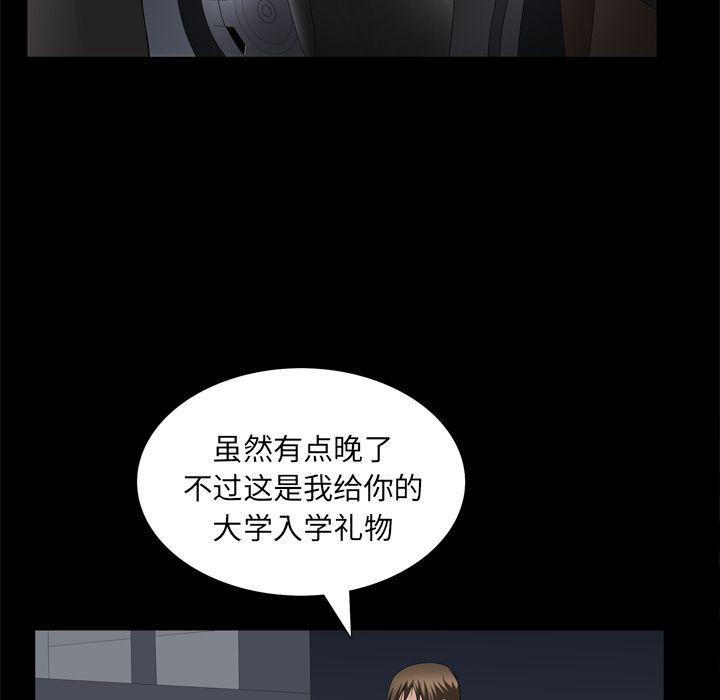 虽然有点晚了
不过这是我给你的
大学入学礼物